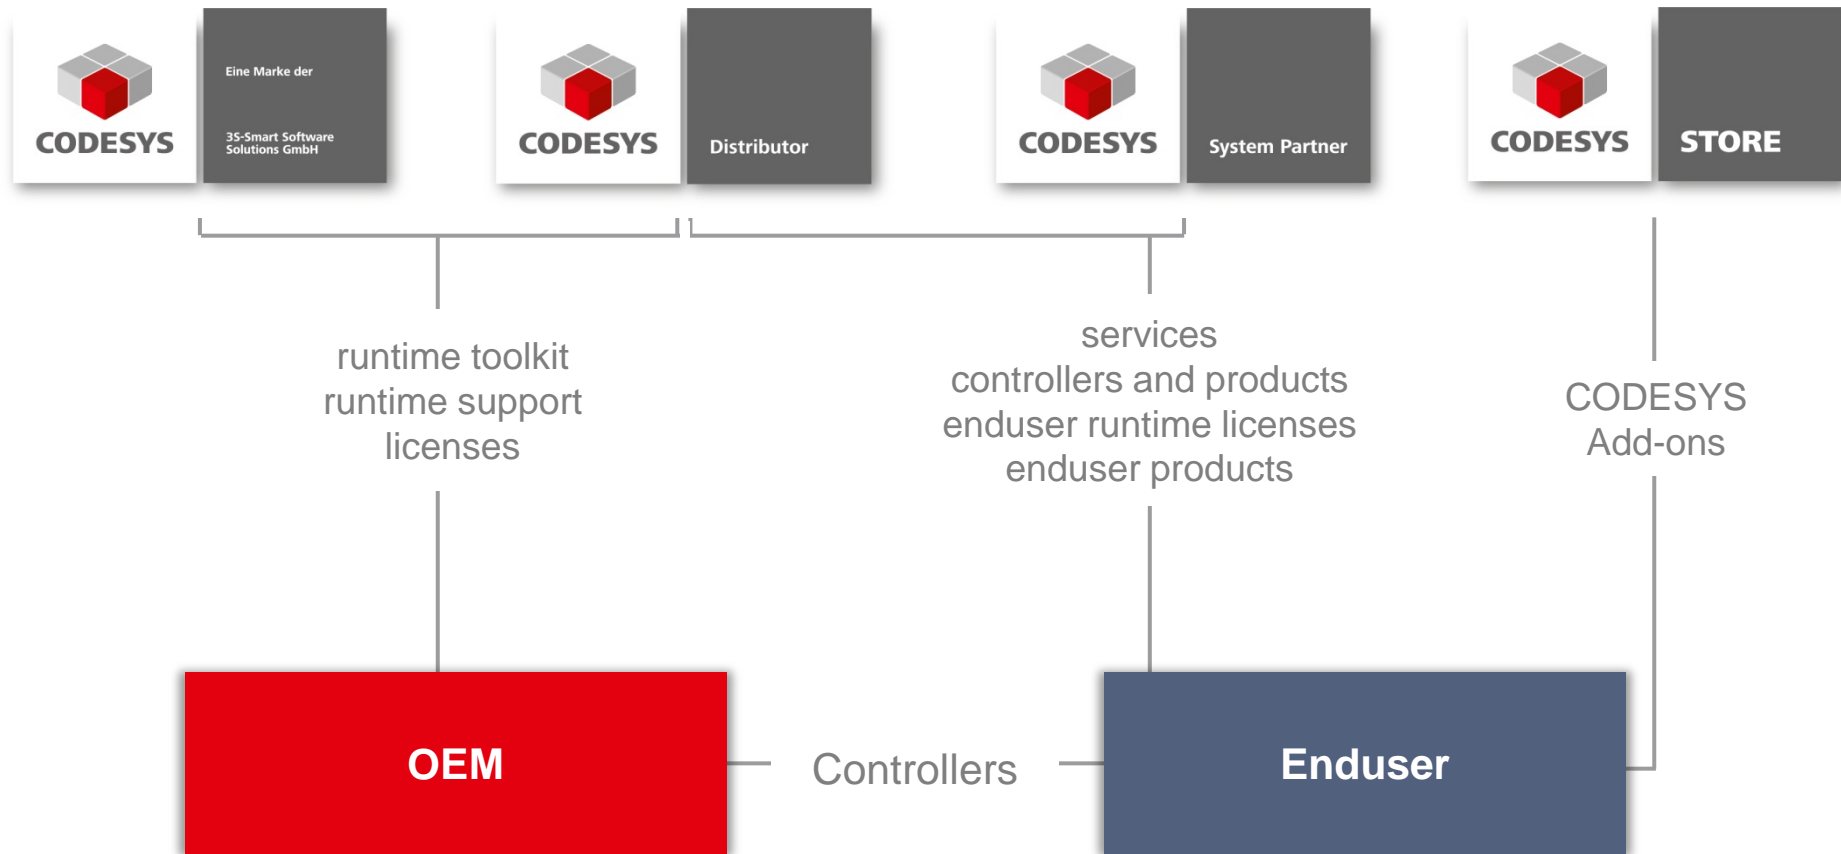 CODESYS
Eine Marke der
3S-Smart Software
Solutions GmbH
CODESYS
Distributor
CODESYS
System Partner
CODESYS
STORE
runtime toolkit
runtime support
licenses
services
controllers and products
enduser runtime licenses
enduser products
CODESYS
Add-ons
OEM
Controllers
Enduser